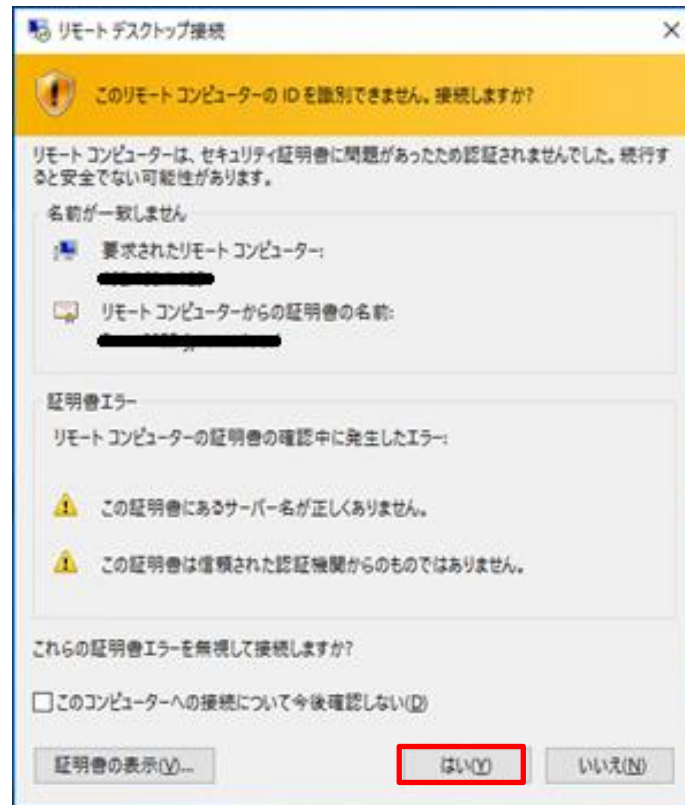 リモート デスクトップ接続
このリモート コンピューターの ID を識別できません。接続しますか?
リモート コンピューターは、セキュリティ証明書に問題があったため認証されませんでした。続行す
ると安全でない可能性があります。
名前が一致しません
要求されたリモート コンピューター:
リモート コンピューターからの証明書の名前:
証明書エラー
リモート コンピューターの証明書の確認中に発生したエラー:
この証明書にあるサーバー名が正しくありません。
この証明書は信頼された認証機関からのものではありません。
これらの証明書エラーを無視して接続しますか?
このコンピューターへの接続について今後確認しない(D)
証明書の表示(V)...
はい(Y)
いいえ(N)